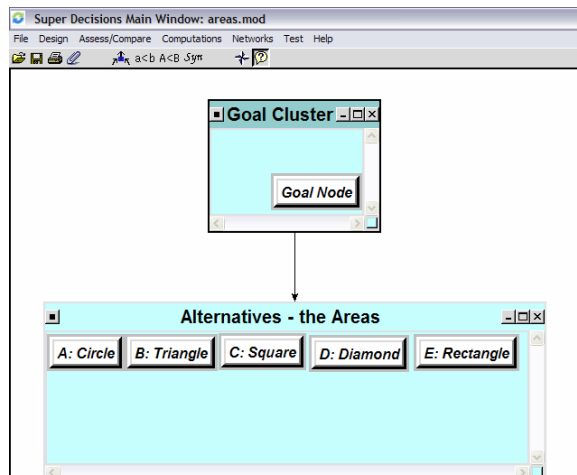 Super Decisions Main Window: areas.mod
File Design Assess/Compare Computations Networks Test Help
a<b A<B Syn
Goal Cluster
Goal Node
Alternatives - the Areas
A: Circle B: Triangle C: Square D: Diamond E: Rectangle